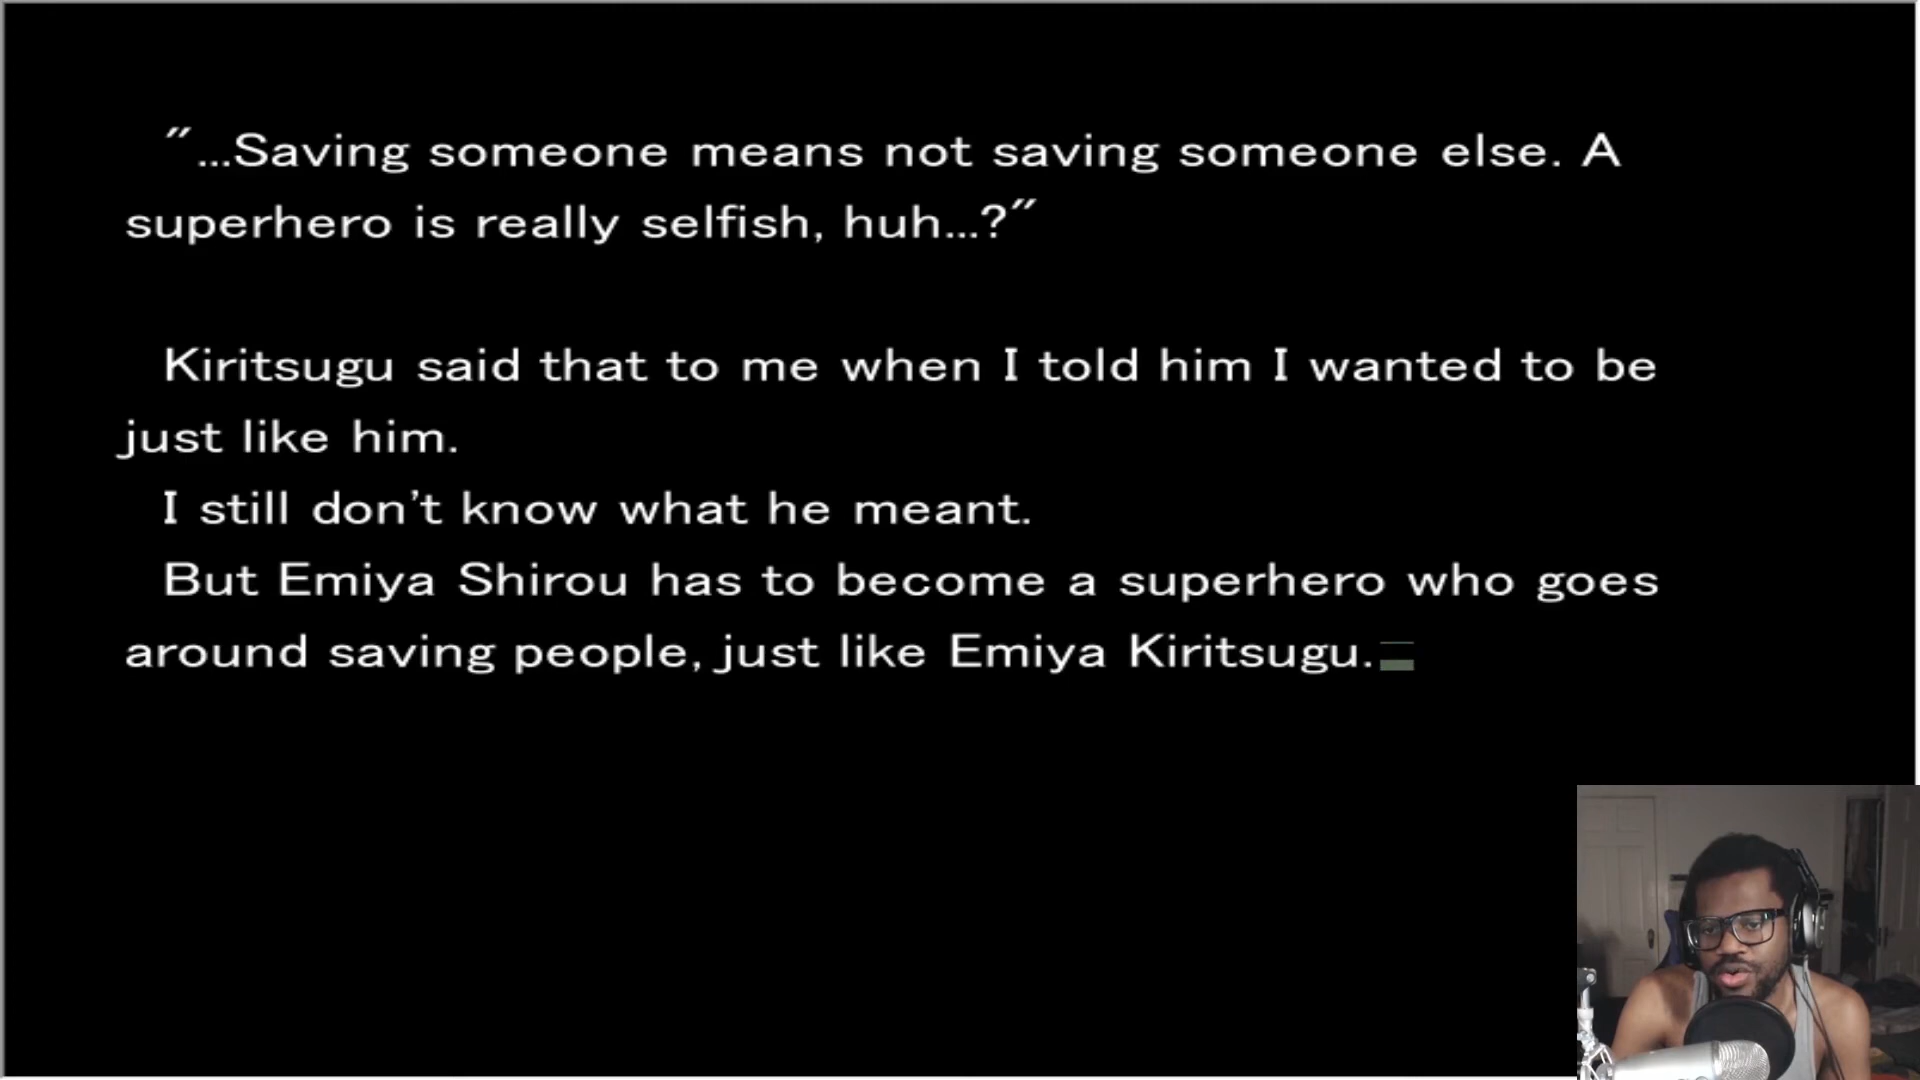 "...Saving someone means not saving someone else. A
superhero is really selfish, huh...?"
Kiritsugu said that to me when I told him I wanted to be
just like him.
I still don't know what he meant.
But Emiya Shirou has to become a superhero who goes
around saving people, just like Emiya Kiritsugu.